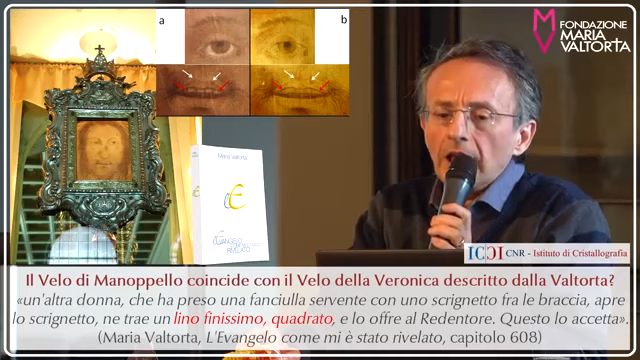 a
b
FONDAZIONE
MARIA
VALTORTA
Maria Valtorta
RIVELATO
CNR - Istituto di Cristallografia
Il Velo di Manoppello coincide con il Velo della Veronica descritto dalla Valtorta?
«un'altra donna, che ha preso una fanciulla servente con uno scrignetto fra le braccia, apre
lo scrignetto, ne trae un lino finissimo, quadrato, e lo offre al Redentore. Questo lo accetta».
(Maria Valtorta, L'Evangelo come mi è stato rivelato, capitolo 608)